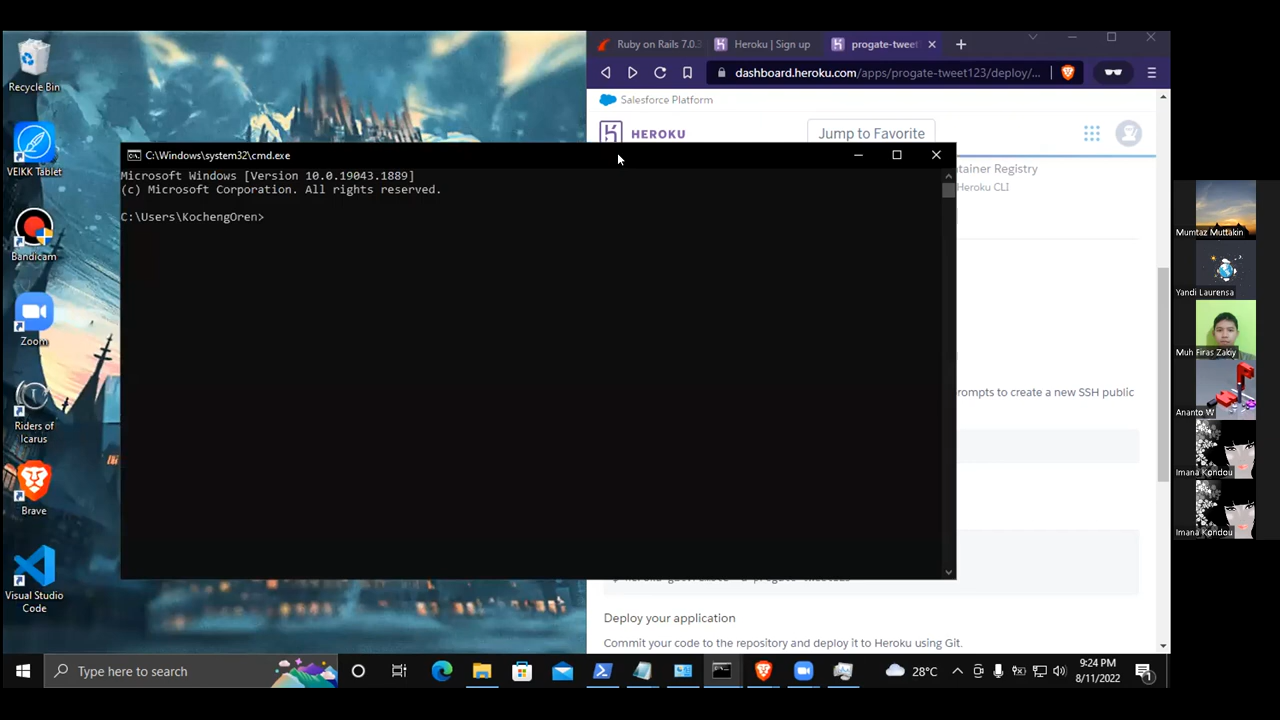 Recycle Bin
VEIKK Tablet
Bandicam
Zoom
Riders of
Icarus
Brave
Visual Studio
Code
Ruby on Rails 7.0.3
Heroku | Sign up
progate-tweet
dashboard.heroku.com/apps/progate-tweet123/deploy/...
Salesforce Platform
HEROKU
Jump to Favorite
C:\Windows\system32\cmd.exe
Microsoft Windows [Version 10.0.19043.1889]
(c) Microsoft Corporation. All rights reserved.
C:\Users\KochengOren>
tainer Registry
Heroku CLI
rompts to create a new SSH public
Deploy your application
Commit your code to the repository and deploy it to Heroku using Git.
Mumtaz Muttakin
Yandi Laurensa
Muh Firas Zakiy
Ananto W
Imana Kondou
Imana Kondou
Type here to search
28°C
9:24 PM
8/11/2022
1